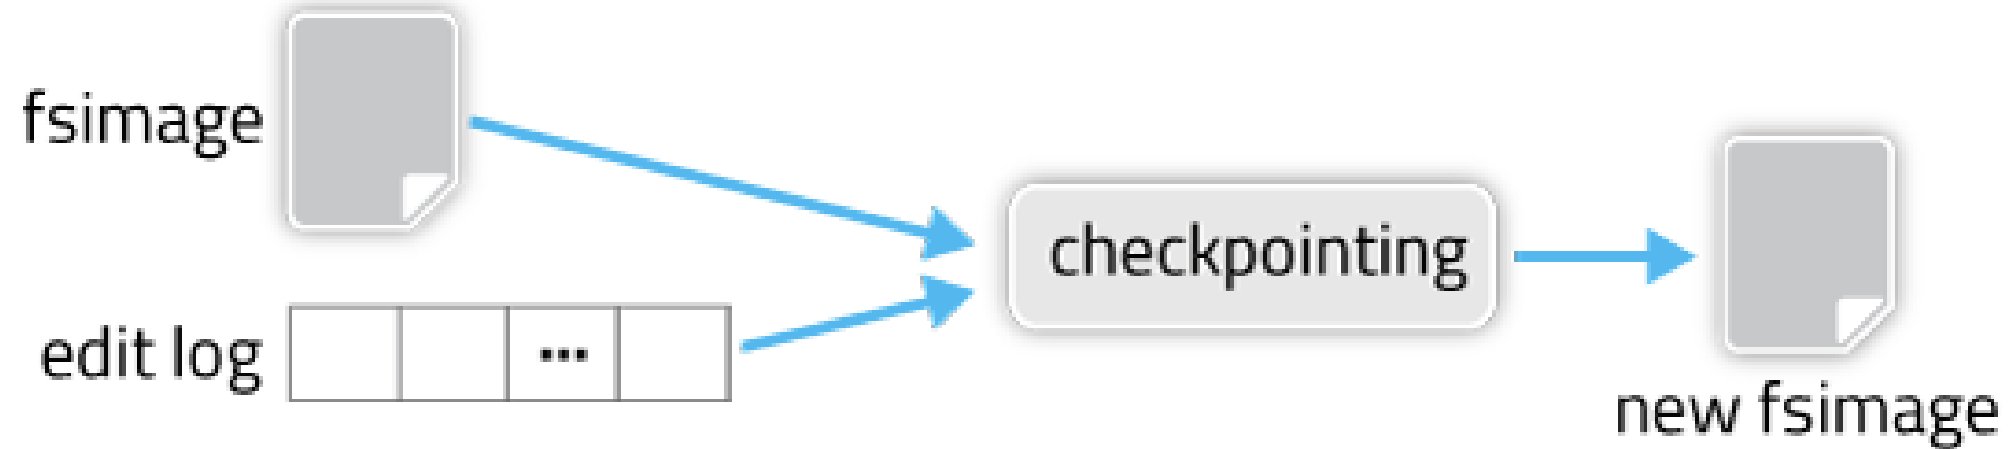 fsimage
edit log
...
checkpointing
new fsimage